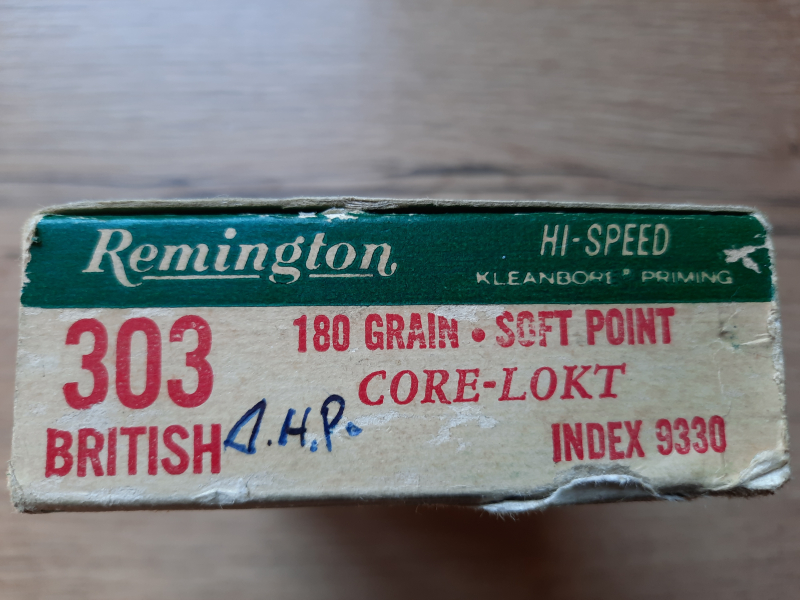 Remington HI-SPEED
KLEANBORE® PRIMING
303 180 GRAIN • SOFT POINT
CORE-LOKT
BRITISH
INDEX 9330